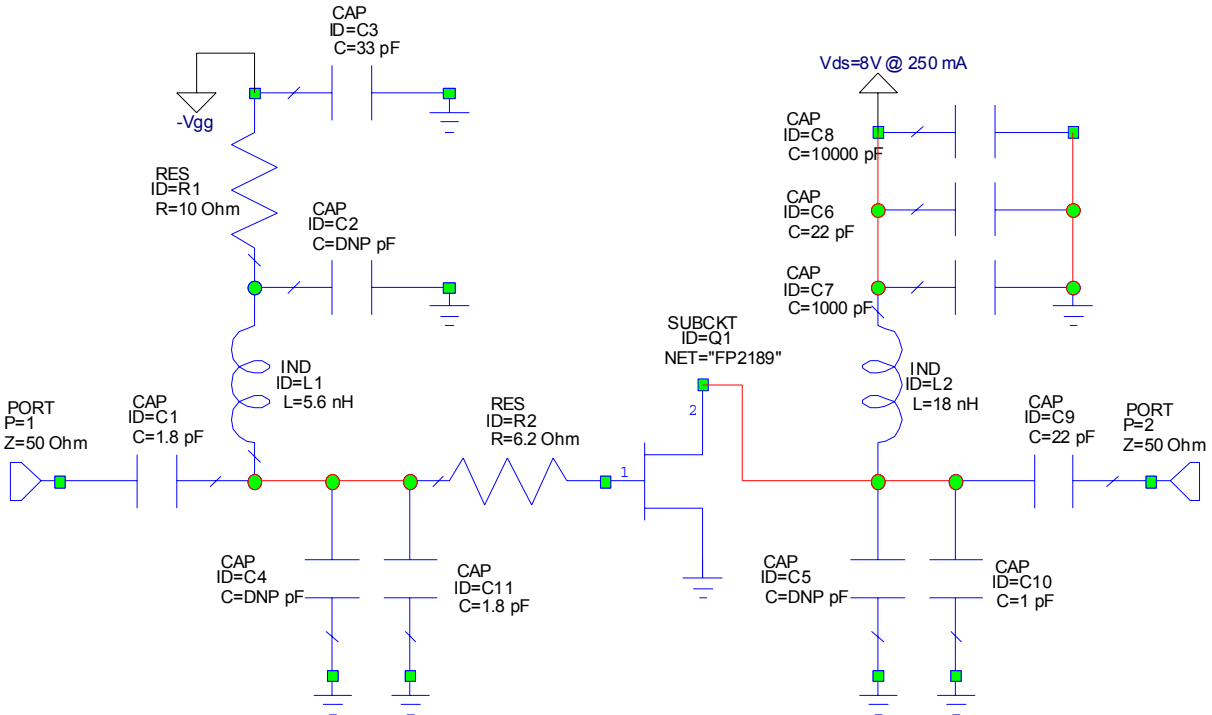 CAP
ID=C3
C=33 pF
-Vgg
RES
ID=R1
R=10 Ohm
CAP
ID=C2
C=DNP pF
IND
ID=L1
L=5.6 nH
PORT
P=1
Z=50 Ohm
CAP
ID=C1
C=1.8 pF
RES
ID=R2
R=6.2 Ohm
CAP
ID=C4
C=DNP pF
CAP
ID=C11
C=1.8 pF
SUBCKT
ID=Q1
NET="FP2189"
1
2
Vds=8V @ 250 mA
CAP
ID=C8
C=10000 pF
CAP
ID=C6
C=22 pF
CAP
ID=C7
C=1000 pF
IND
ID=L2
L=18 nH
CAP
ID=C9
C=22 pF
PORT
P=2
Z=50 Ohm
CAP
ID=C5
C=DNP pF
CAP
ID=C10
C=1 pF